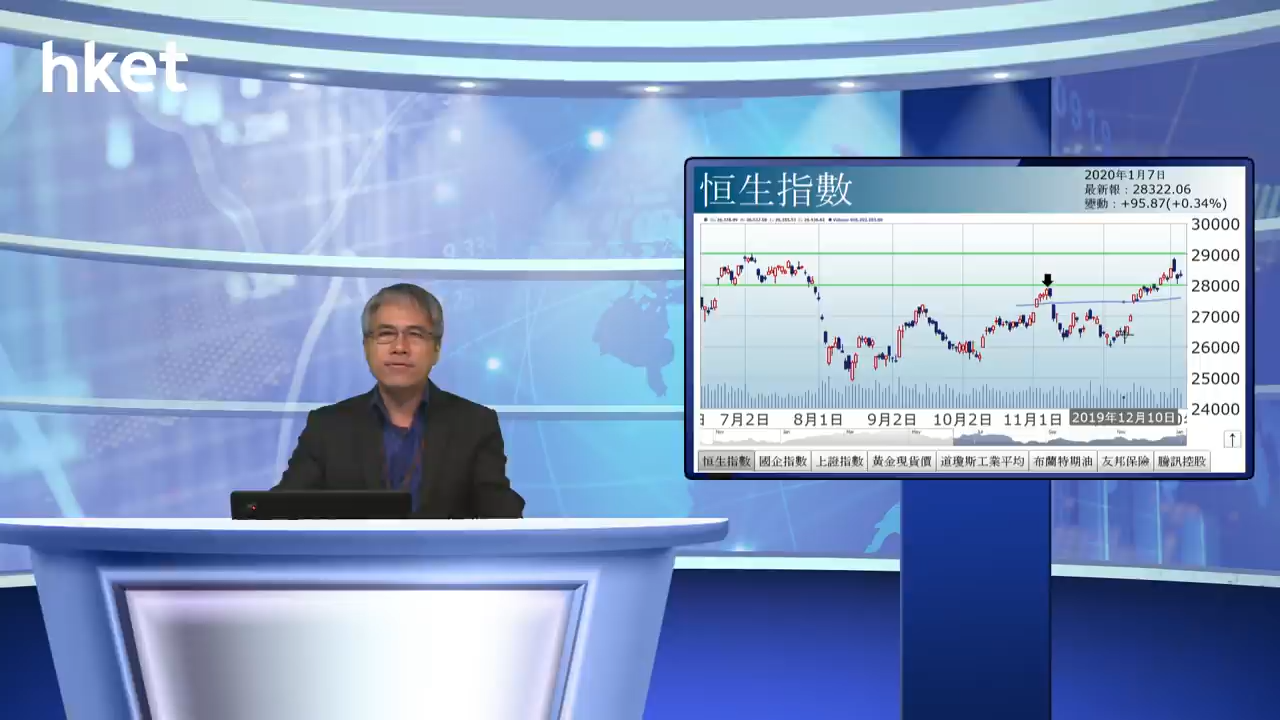 hket
恒生指數
2020年1月7日
最新報：28322.06
變動：+95.87(+0.34%)
30000
29000
28000
27000
26000
25000
24000
7月2日 8月1日 9月2日 10月2日 11月1日 2019年12月10日
恒生指數 國企指數 上證指數 黃金現貨價 道瓊斯工業平均 布蘭特期油 友邦保險 騰訊控股